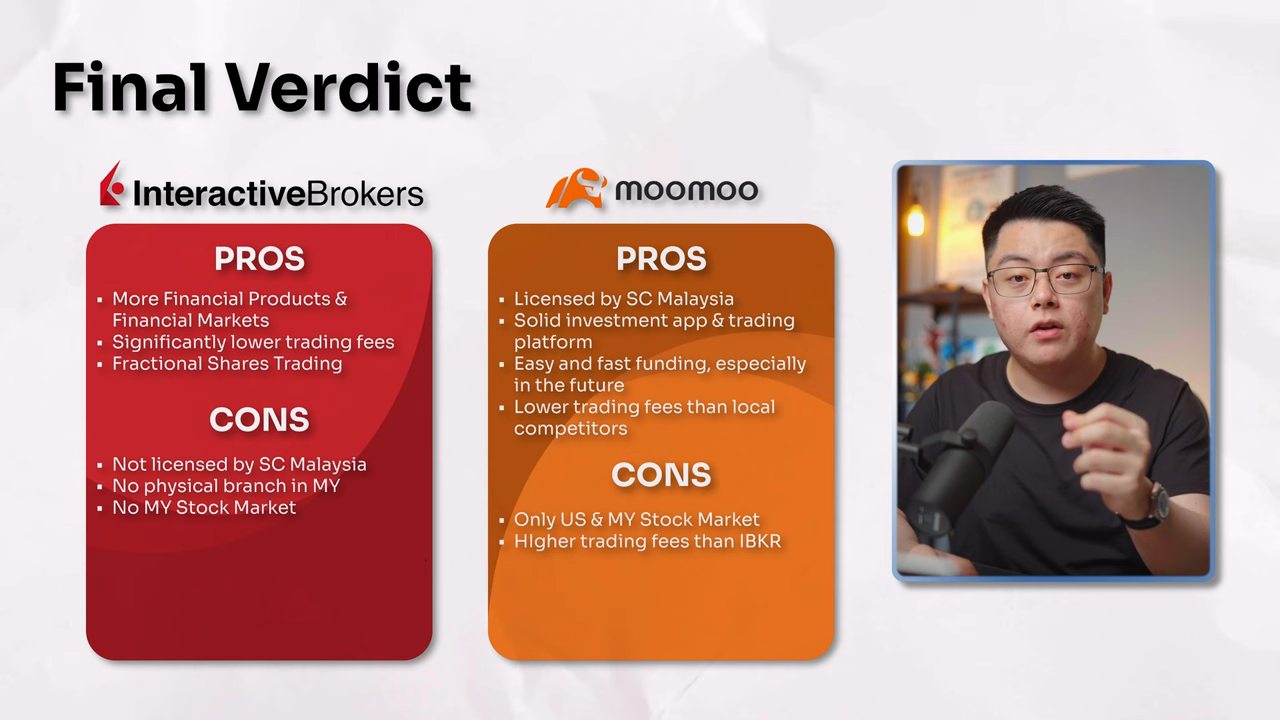 Final Verdict
InteractiveBrokers
PROS
▪ More Financial Products &
Financial Markets
▪ Significantly lower trading fees
▪ Fractional Shares Trading
CONS
▪ Not licensed by SC Malaysia
▪ No physical branch in MY
▪ No MY Stock Market
moomoo
PROS
▪ Licensed by SC Malaysia
▪ Solid investment app & trading
platform
▪ Easy and fast funding, especially
in the future
▪ Lower trading fees than local
competitors
CONS
▪ Only US & MY Stock Market
▪ HIgher trading fees than IBKR